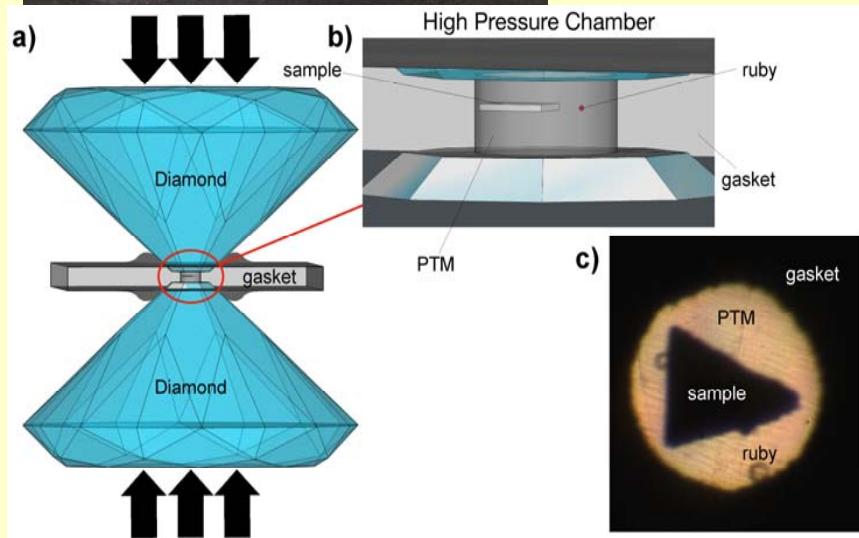 a)
Diamond
gasket
Diamond
b)
High Pressure Chamber
sample
ruby
gasket
PTM
c)
gasket
PTM
sample
ruby